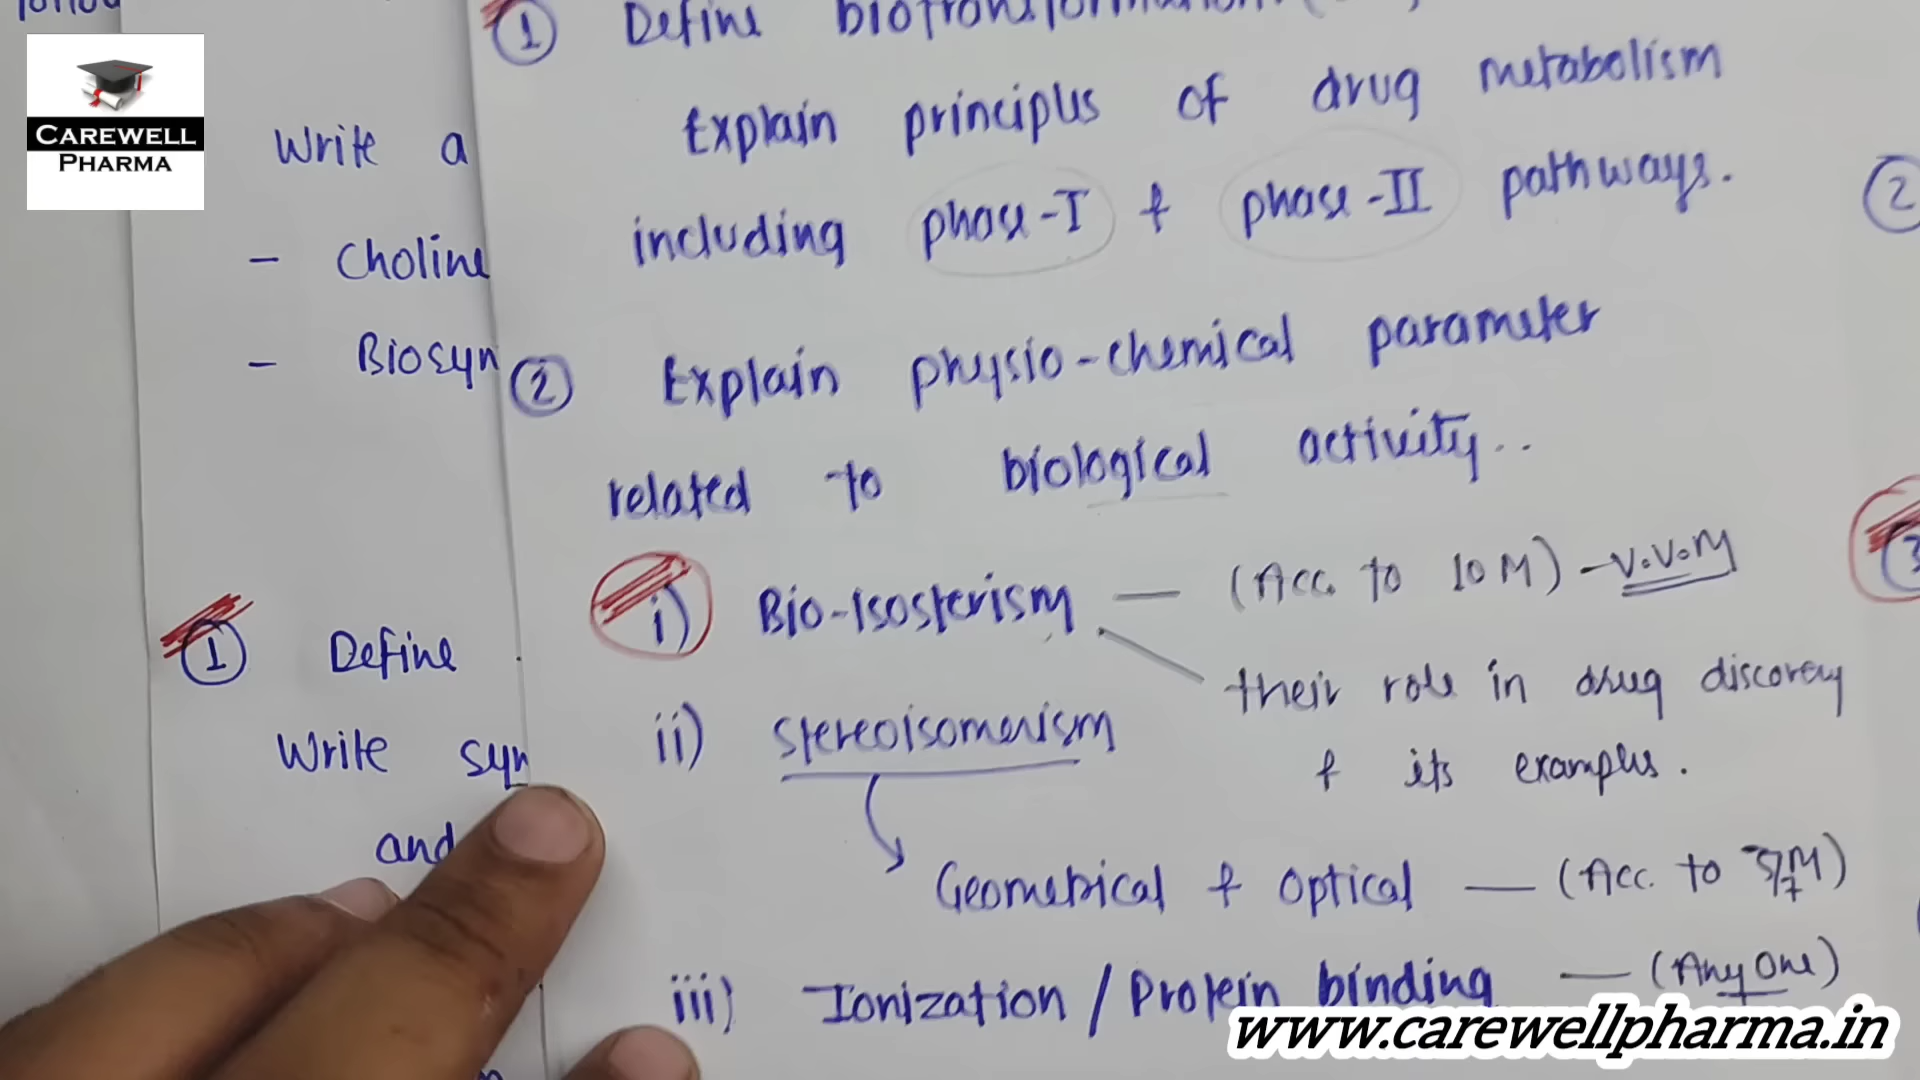 CAREWELL
PHARMA
Write a
- Choline
- Biosyn
① Define
Write syn
and
① Define
Explain principles of drug metabolism
including phase-I & phase-II pathways.
② Explain physio-chemical parameter
related to biological activity..
i) Bio-Isosterism — (Acc. to 10 M) - V.V.M
their role in drug discovery
& its examples.
ii) Stereoisomerism
Geometrical & Optical — (Acc. to
iii) Ionization / Protein binding — (Any One)
②
③
www.carewellpharma.in